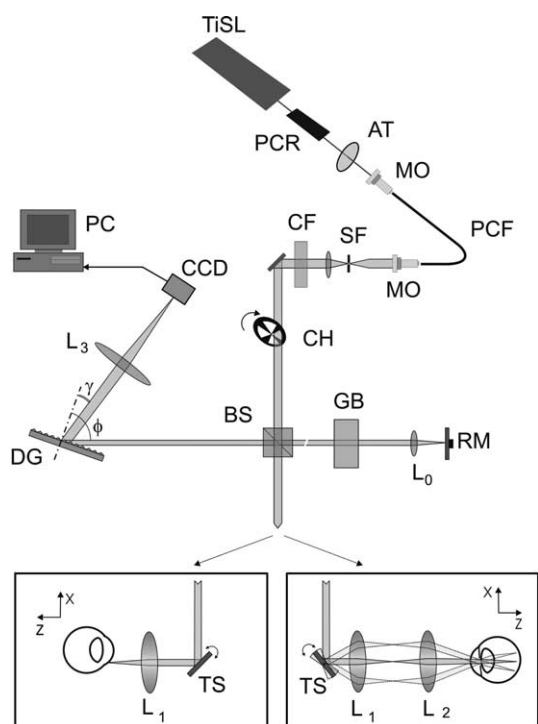 TiSL
PCR
AT
MO
PCF
PC
CCD
CF
SF
MO
CH
L3
γ
ϕ
DG
BS
GB
L0
RM
X
Z
L1
TS
X
Z
TS
L1
L2